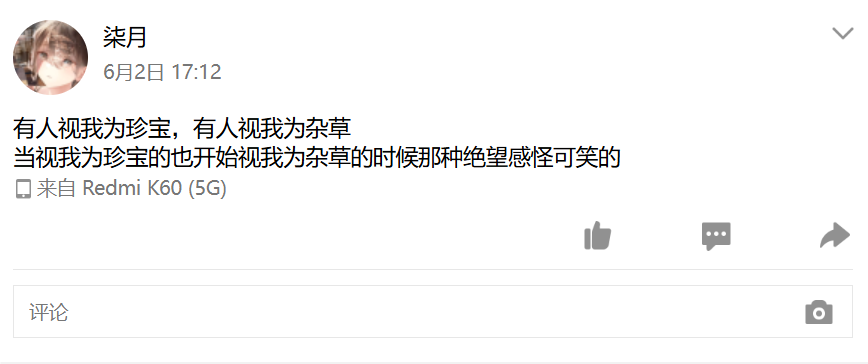 柒月
6月2日 17:12
有人视我为珍宝，有人视我为杂草
当视我为珍宝的也开始视我为杂草的时候那种绝望感怪可笑的
来自 Redmi K60 (5G)
评论